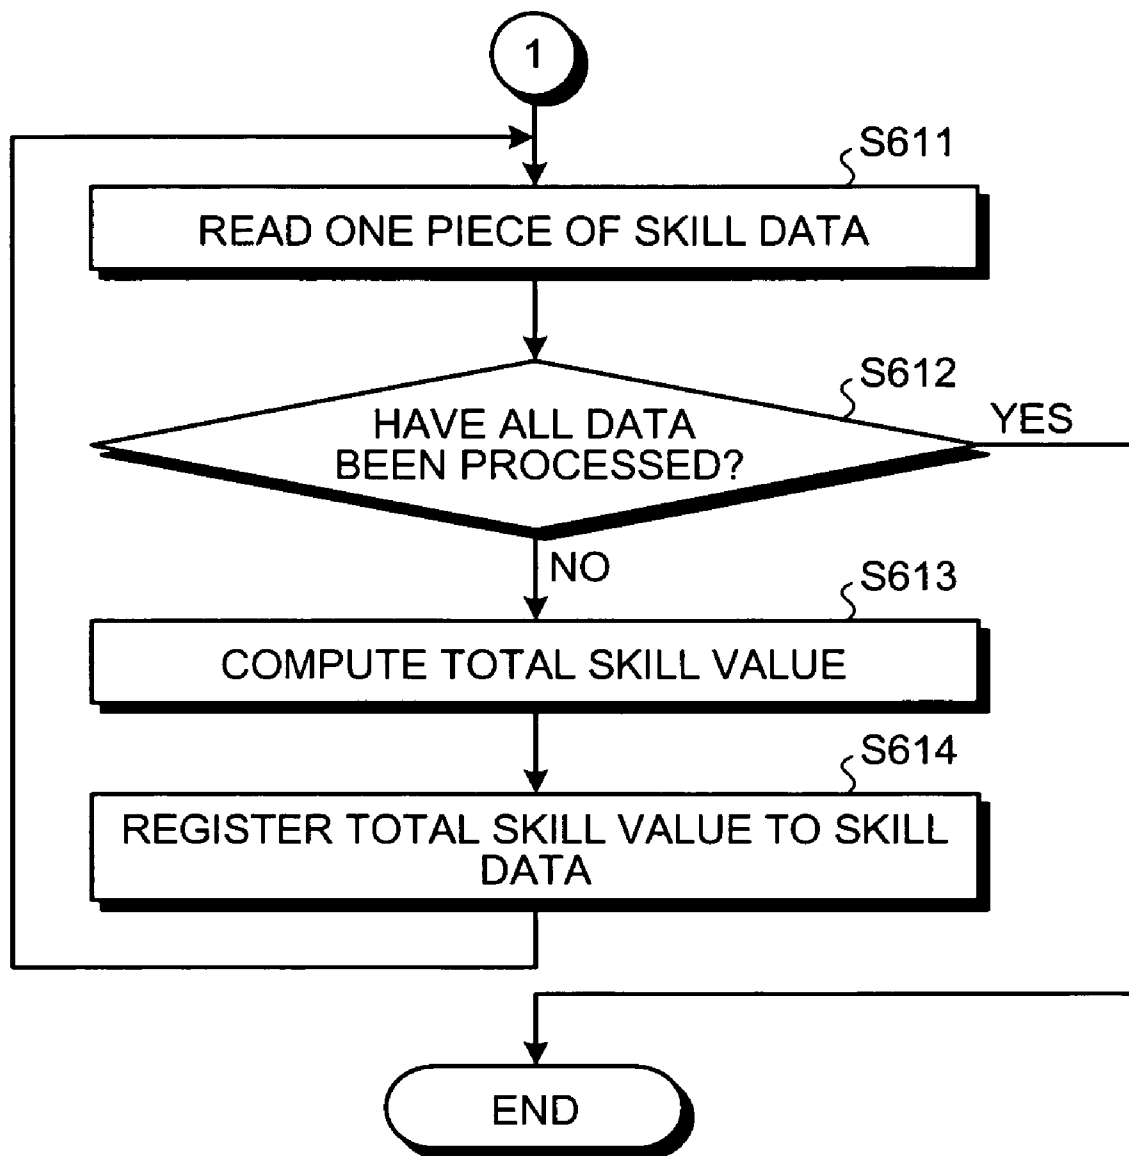 1
S611
READ ONE PIECE OF SKILL DATA
S612
HAVE ALL DATA
BEEN PROCESSED?
YES
NO
S613
COMPUTE TOTAL SKILL VALUE
S614
REGISTER TOTAL SKILL VALUE TO SKILL
DATA
END